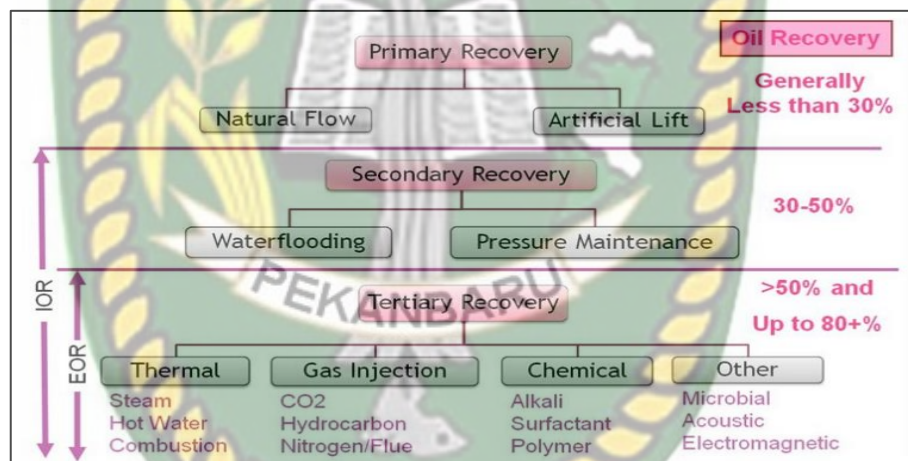 Oil Recovery
Primary Recovery
Generally
Less than 30%
Natural Flow
Artificial Lift
Secondary Recovery
30-50%
Waterflooding
Pressure Maintenance
IOR
PEKANBARU
>50% and
Up to 80+%
Tertiary Recovery
EOR
Thermal
Gas Injection
Chemical
Other
Steam
Hot Water
Combustion
CO2
Hydrocarbon
Nitrogen/Flue
Alkali
Surfactant
Polymer
Microbial
Acoustic
Electromagnetic